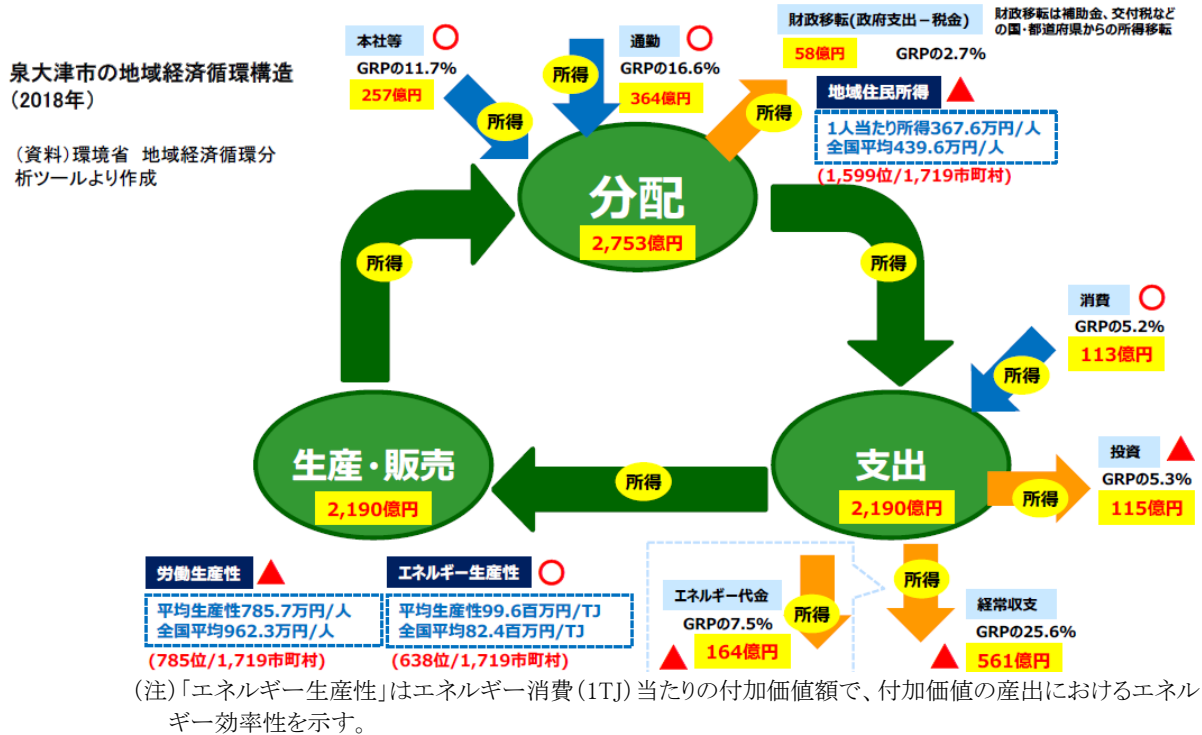 泉大津市の地域経済循環構造
（2018年）
（資料）環境省　地域経済循環分
析ツールより作成
本社等
GRPの11.7%
257億円
所得
通勤
GRPの16.6%
364億円
所得
財政移転(政府支出－税金)
58億円
GRPの2.7%
財政移転は補助金、交付税など
の国・都道府県からの所得移転
所得
地域住民所得
1人当たり所得367.6万円/人
全国平均439.6万円/人
(1,599位/1,719市町村)
分配
2,753億円
所得
所得
消費
GRPの5.2%
113億円
所得
生産・販売
2,190億円
所得
支出
2,190億円
投資
GRPの5.3%
115億円
所得
労働生産性
平均生産性785.7万円/人
全国平均962.3万円/人
(785位/1,719市町村)
エネルギー生産性
平均生産性99.6百万円/TJ
全国平均82.4百万円/TJ
(638位/1,719市町村)
エネルギー代金
GRPの7.5%
164億円
所得
所得
経常収支
GRPの25.6%
561億円
（注）「エネルギー生産性」はエネルギー消費（1TJ）当たりの付加価値額で、付加価値の産出におけるエネル
ギー効率性を示す。